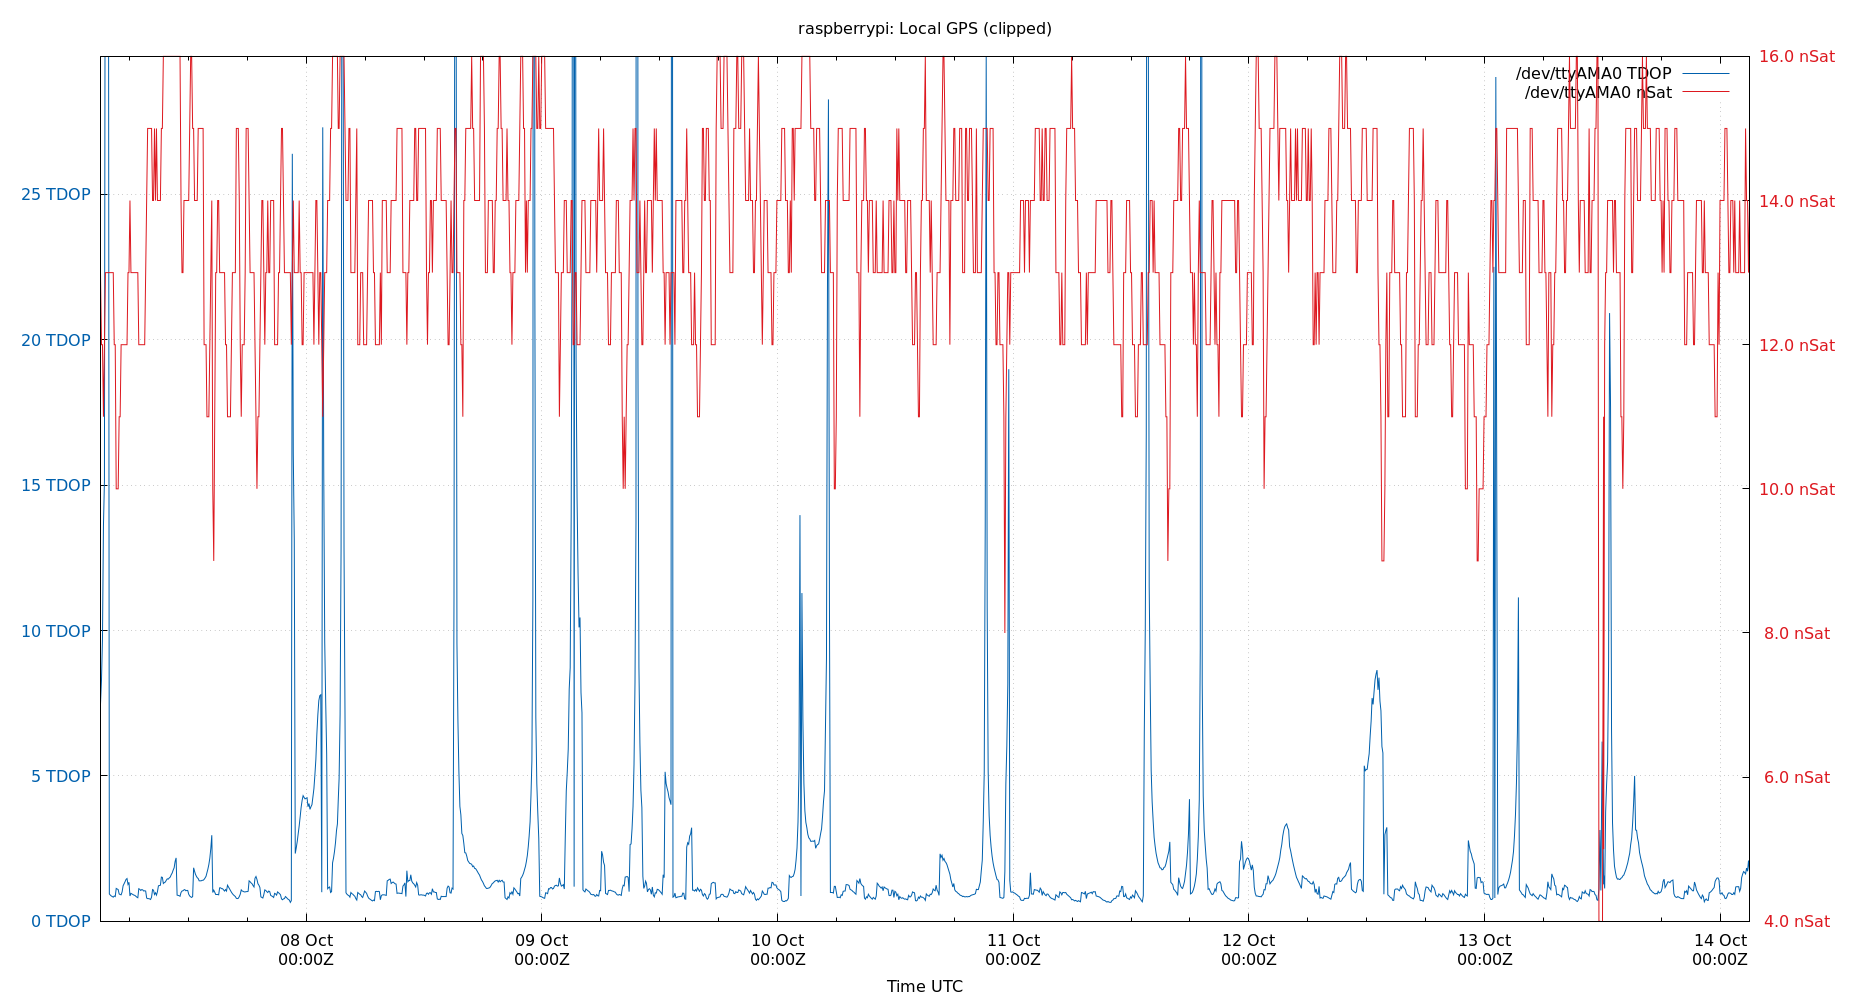 raspberrypi: Local GPS (clipped)
/dev/ttyAMA0 TDOP
/dev/ttyAMA0 nSat
25 TDOP
20 TDOP
15 TDOP
10 TDOP
5 TDOP
0 TDOP
16.0 nSat
14.0 nSat
12.0 nSat
10.0 nSat
8.0 nSat
6.0 nSat
4.0 nSat
08 Oct 09 Oct 10 Oct 11 Oct 12 Oct 13 Oct 14 Oct
00:00Z 00:00Z 00:00Z 00:00Z 00:00Z 00:00Z 00:00Z
Time UTC